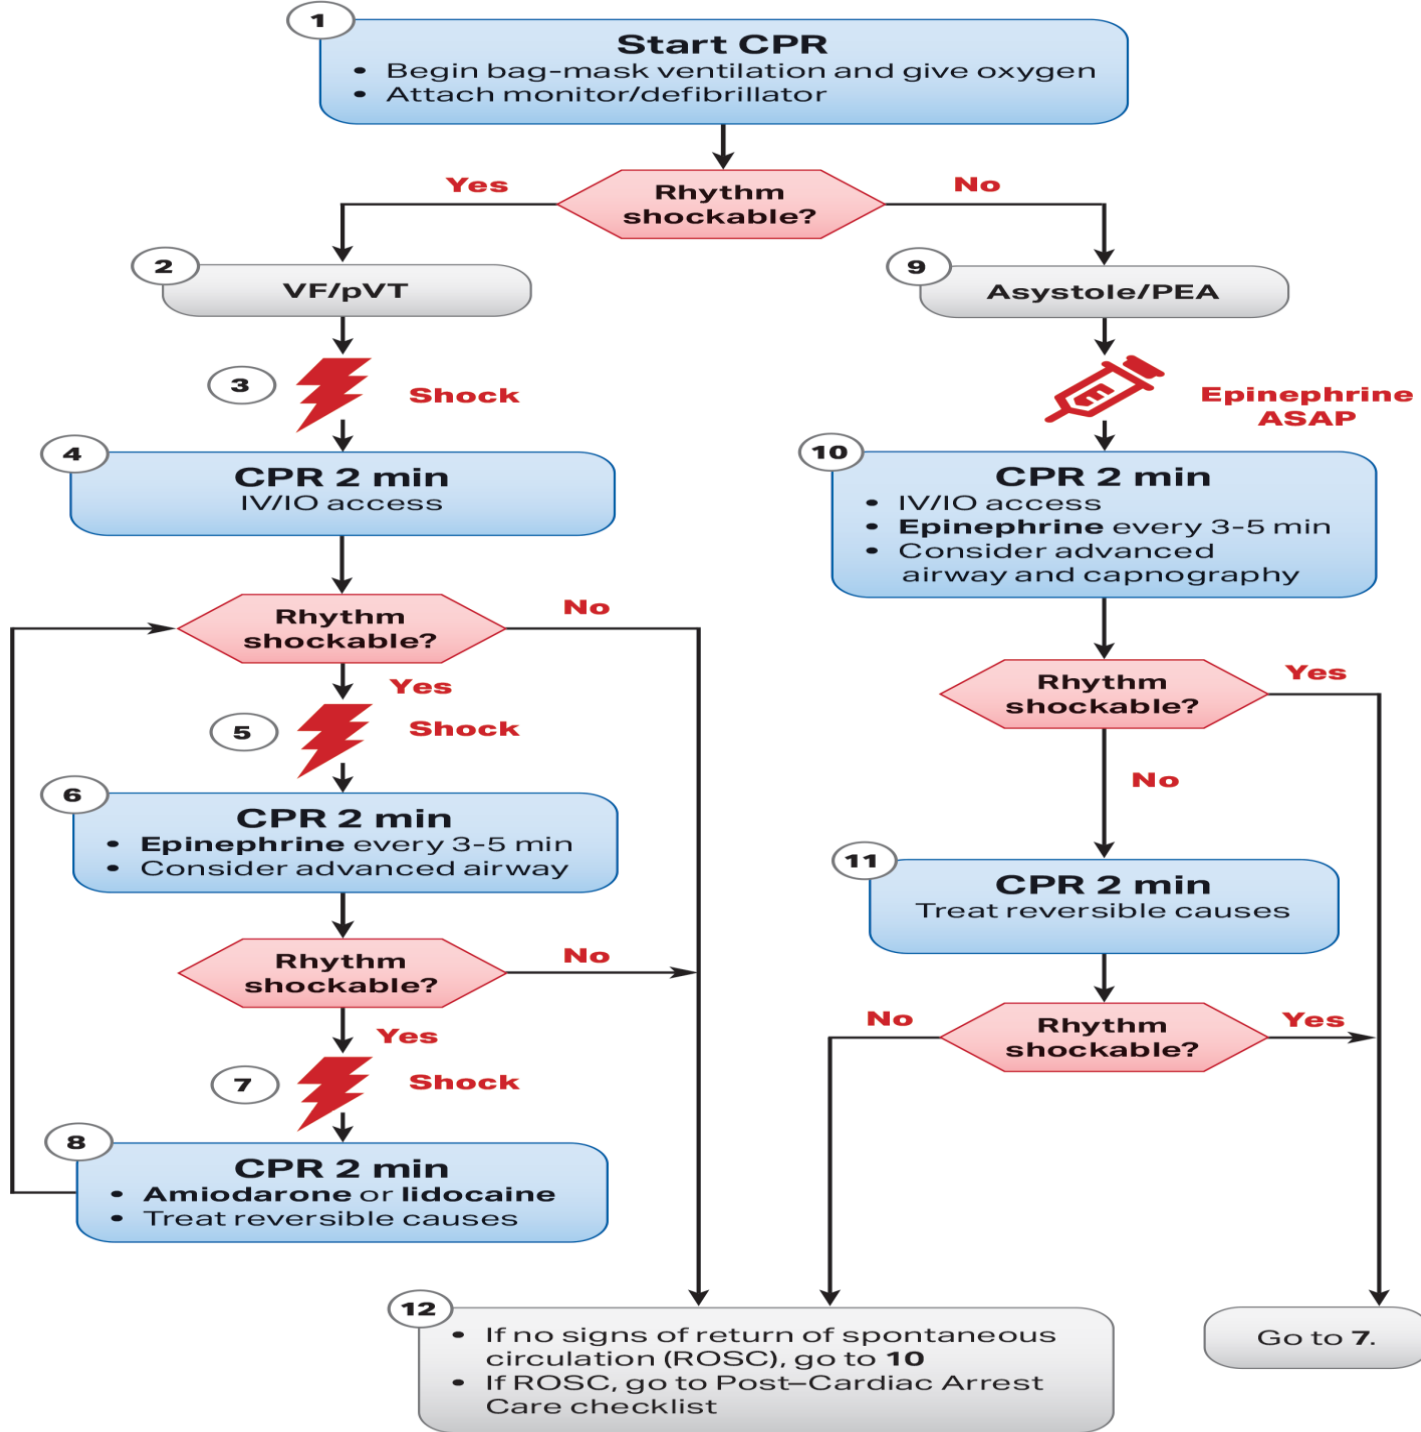 1
Start CPR
• Begin bag-mask ventilation and give oxygen
• Attach monitor/defibrillator
Rhythm
shockable?
Yes
No
2
VF/pVT
3
Shock
4
CPR 2 min
IV/IO access
Rhythm
shockable?
No
Yes
5
Shock
6
CPR 2 min
• Epinephrine every 3-5 min
• Consider advanced airway
Rhythm
shockable?
No
Yes
7
Shock
8
CPR 2 min
• Amiodarone or lidocaine
• Treat reversible causes
9
Asystole/PEA
E
Epinephrine
ASAP
10
CPR 2 min
• IV/IO access
• Epinephrine every 3-5 min
• Consider advanced
airway and capnography
Rhythm
shockable?
Yes
No
11
CPR 2 min
Treat reversible causes
Rhythm
shockable?
No
Yes
12
• If no signs of return of spontaneous
circulation (ROSC), go to 10
• If ROSC, go to Post–Cardiac Arrest
Care checklist
Go to 7.